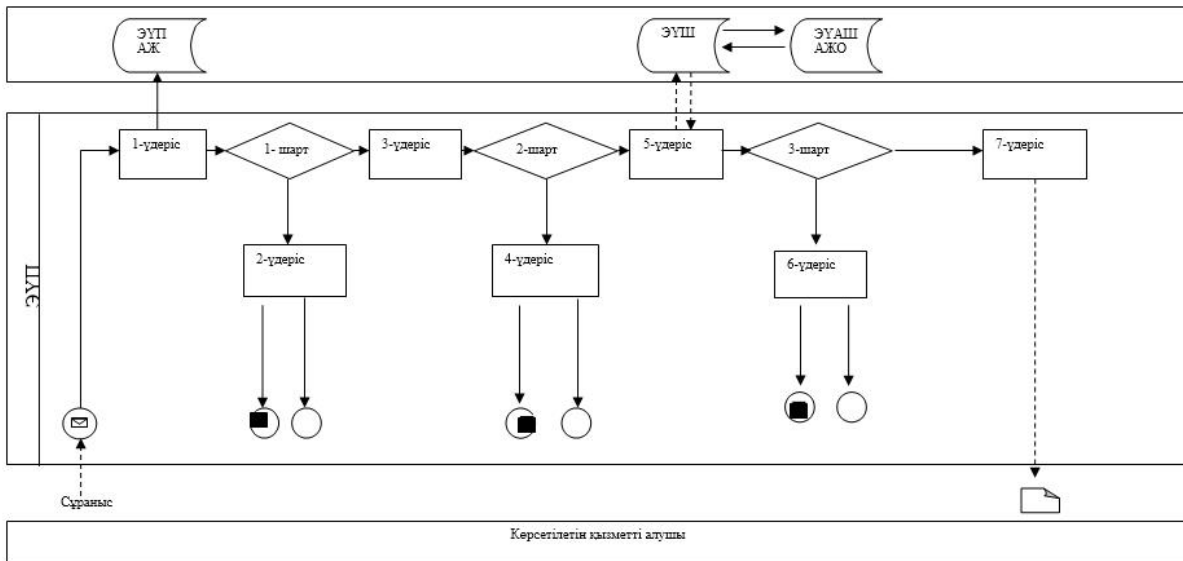 ЭҮП
АЖ
ЭҮШ
ЭҮАШ
АЖО
1-үдеріс
1- шарт
3-үдеріс
2-шарт
5-үдеріс
3-шарт
7-үдеріс
2-үдеріс
4-үдеріс
6-үдеріс
ЭҮП
Сұраныс
Көрсетілетін қызметті алушы